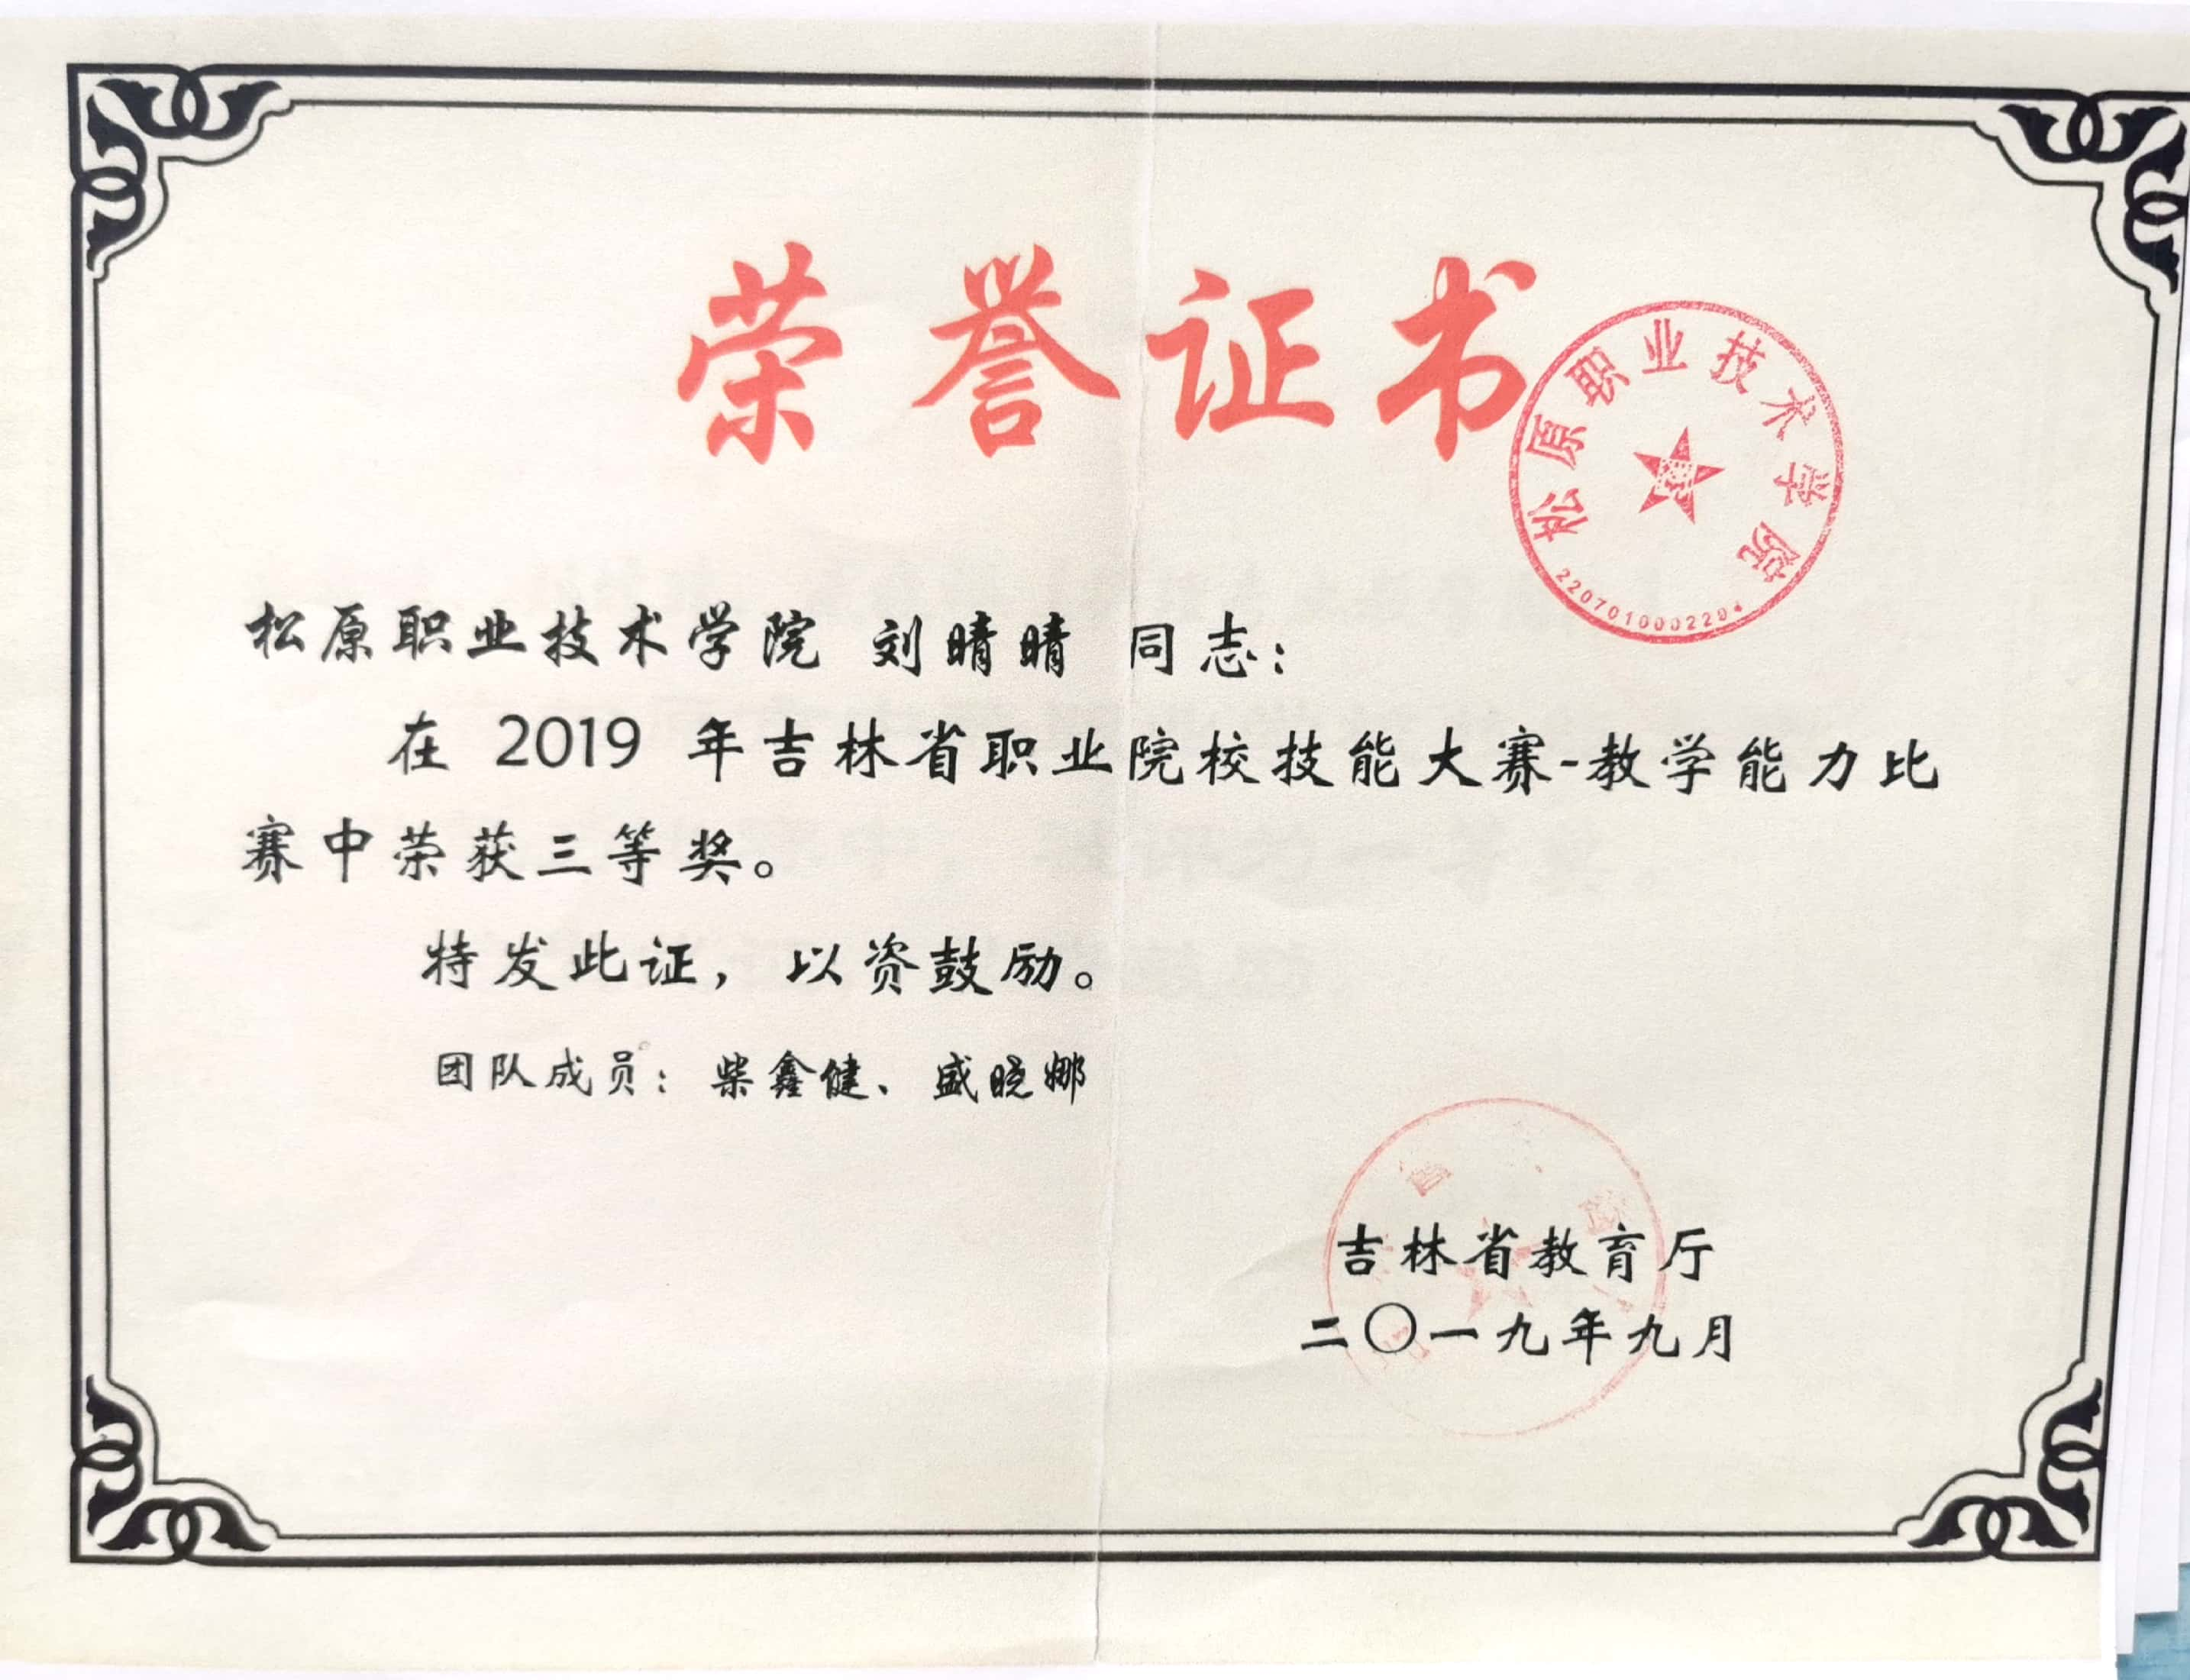 荣誉证书
松原职业技术学院
2207010002204
松原职业技术学院 刘晴晴 同志：
在 2019 年吉林省职业院校技能大赛-教学能力比
赛中荣获三等奖。
特发此证，以资鼓励。
团队成员：柴鑫健、盛晓娜
吉林省教育厅
二〇一九年九月